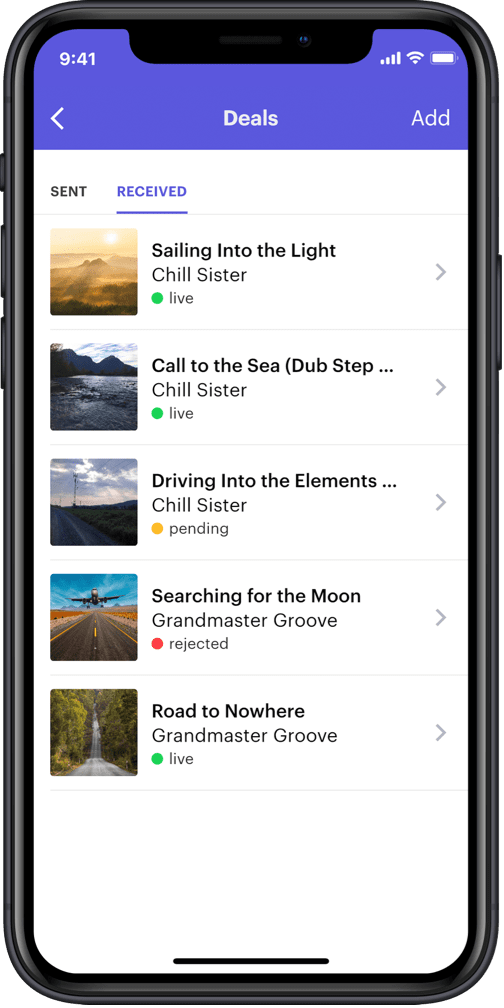 9:41
Deals
Add
SENT
RECEIVED
Sailing Into the Light
Chill Sister
live
Call to the Sea (Dub Step ...
Chill Sister
live
Driving Into the Elements ...
Chill Sister
pending
Searching for the Moon
Grandmaster Groove
rejected
Road to Nowhere
Grandmaster Groove
live